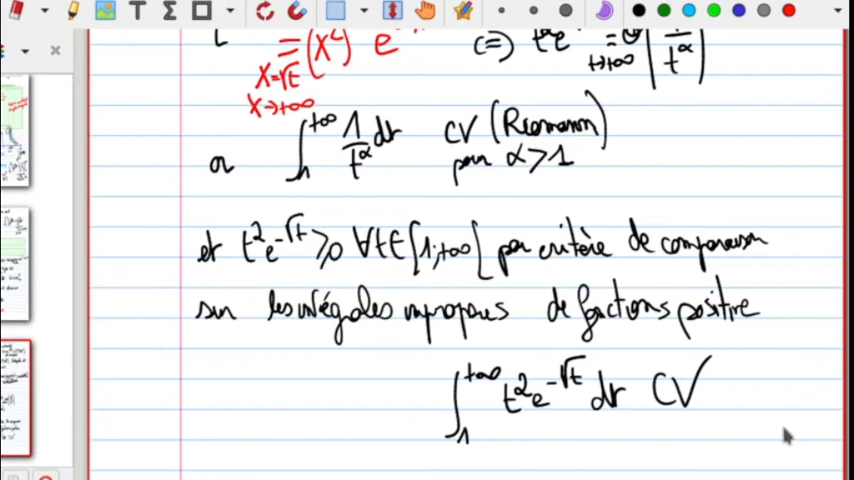 = (x²) e
x=√t
x→+∞
(=) t²e = o(1/t^α)
t→+∞
or ∫₁^+∞ 1/t^α dt CV (Riemann)
pour α>1
et t²e^-√t ≥0 ∀t∈[1;+∞[ par critère de comparaison
sur les intégrales impropres de fonctions positive
∫₁^+∞ t²e^-√t dt CV